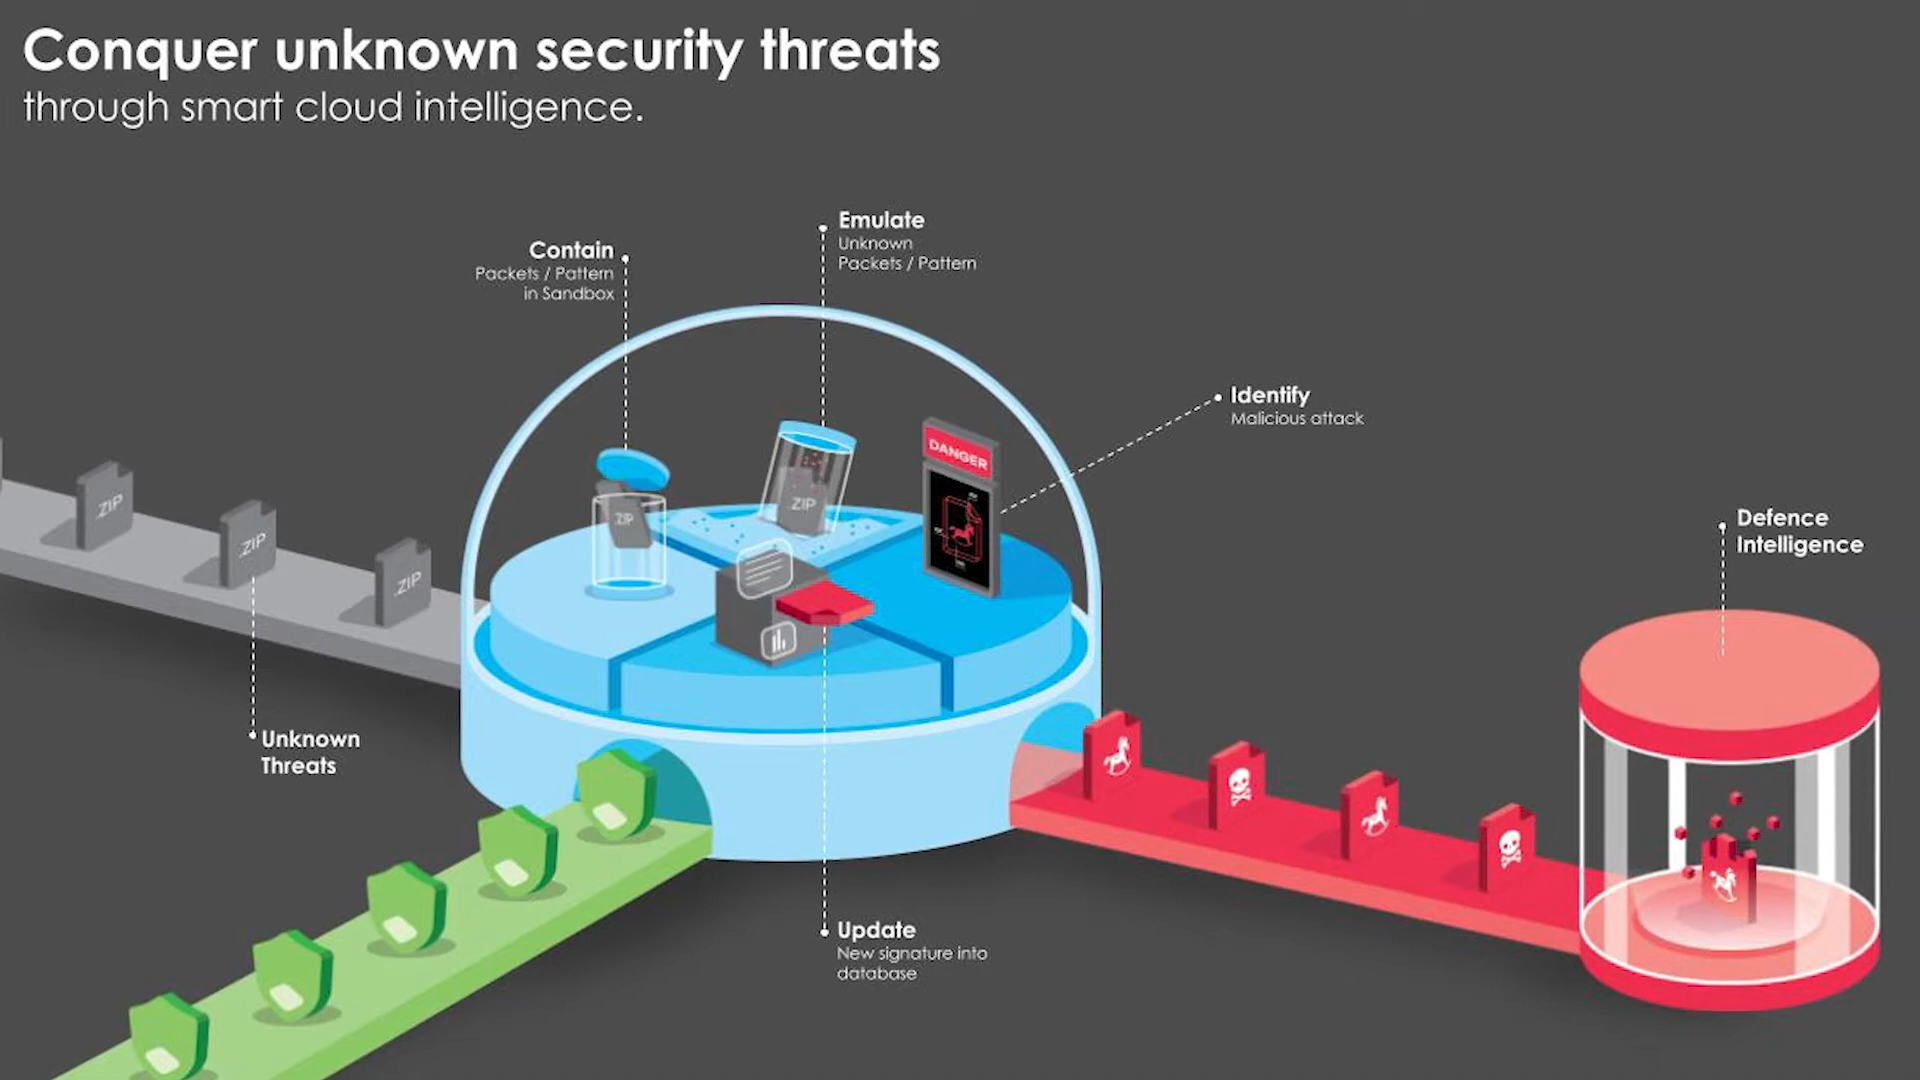 Conquer unknown security threats
through smart cloud intelligence.
Emulate
Unknown
Packets / Pattern
Contain
Packets / Pattern
in Sandbox
Identify
Malicious attack
DANGER
.ZIP
.ZIP
.ZIP
.ZIP
.ZIP
Defence
Intelligence
Unknown
Threats
Update
New signature into
database